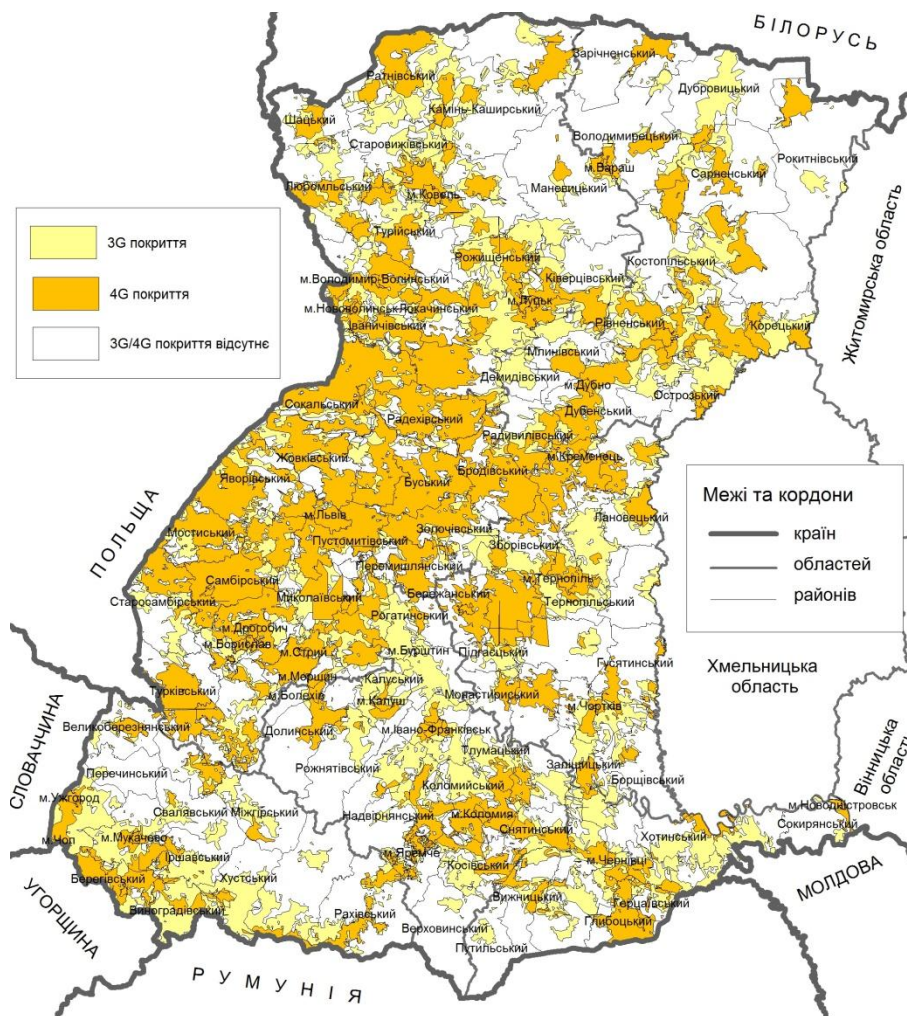 БІЛОРУСЬ
Зарічненський
Ратнівський
Дубровицький
Камінь-Каширський
Шацький
Володимирецький
Старовижівський
Рокитнівський
м.Вараш
Сарненський
Любомльський
Маневицький
м.Ковель
3G покриття
Турійський
Рожищенський
Костопільський
м.Володимир-Волинський
Ківерцівський
4G покриття
м.Луцьк
м.Нововолинськ
Локачинський
Іваничівський
Рівненський
Корецький
3G/4G покриття відсутнє
Млинівський
Демидівський
м.Дубно
Острозький
Житомирська область
Сокальський
Дубенський
Радехівський
Радивилівський
Жовківський
м.Кременець
Бродівський
Яворівський
Буський
Межі та кордони
м.Львів
Лановецький
країн
Мостиський
Золочівський
Пустомитівський
Зборівський
областей
ПОЛЬЩА
Перемишлянський
Самбірський
м.Тернопіль
районів
Миколаївський
Бережанський
Старосамбірський
Тернопільський
Рогатинський
м.Дрогобич
м.Борислав
м.Стрий
м.Бурштин
Підгаєцький
Гусятинський
Хмельницька
область
м.Моршин
Калуський
Турківський
м.Болехів
м.Калуш
Монастириський
м.Чортків
Великоберезнянський
Долинський
м.Івано-Франківськ
СЛОВАЧЧИНА
Тлумацький
Перечинський
Рожнятівський
Заліщицький
Борщівський
Коломийський
Вінницька
область
м.Ужгород
м.Новодністровськ
Свалявський
Міжгірський
Надвірнянський
м.Коломия
Сокирянський
м.Чоп
м.Мукачево
Снятинський
Хотинський
Іршавський
м.Яремче
м.Чернівці
Берегівський
Хустський
Косівський
МОЛДОВА
Вижницький
Герцаївський
УГОРЩИНА
Виноградівський
Рахівський
Верховинський
Глибоцький
Путильський
РУМУНІЯ